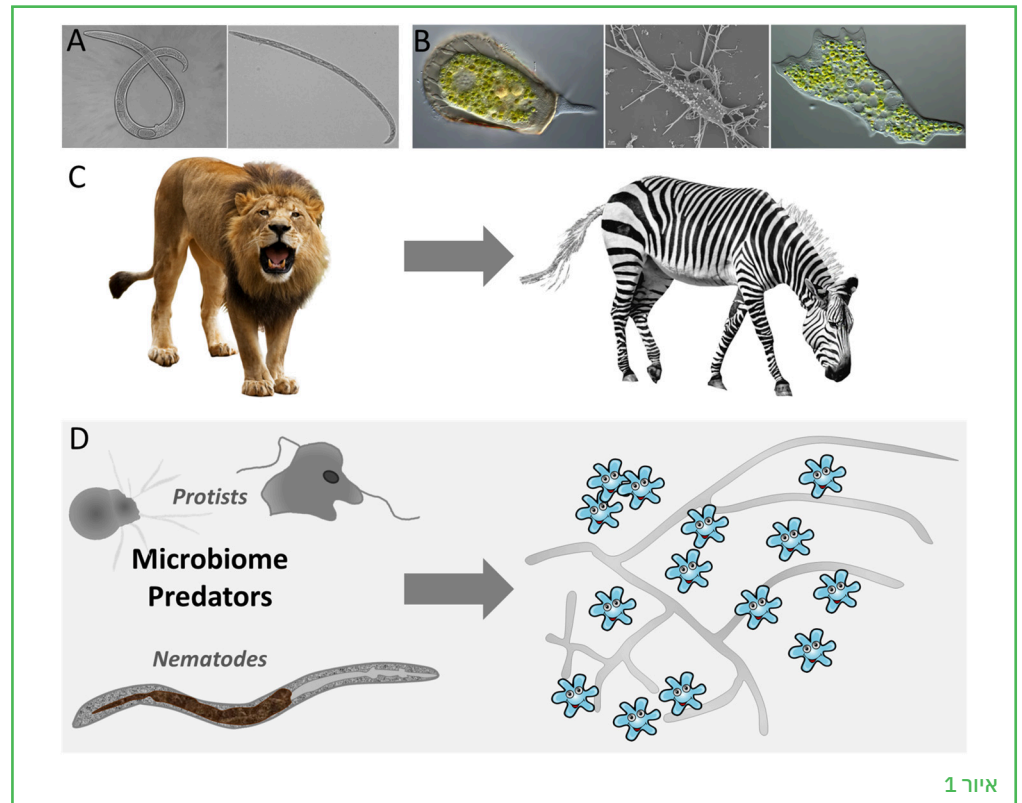 A
B
C
D
Protists
Microbiome
Predators
Nematodes
איור 1